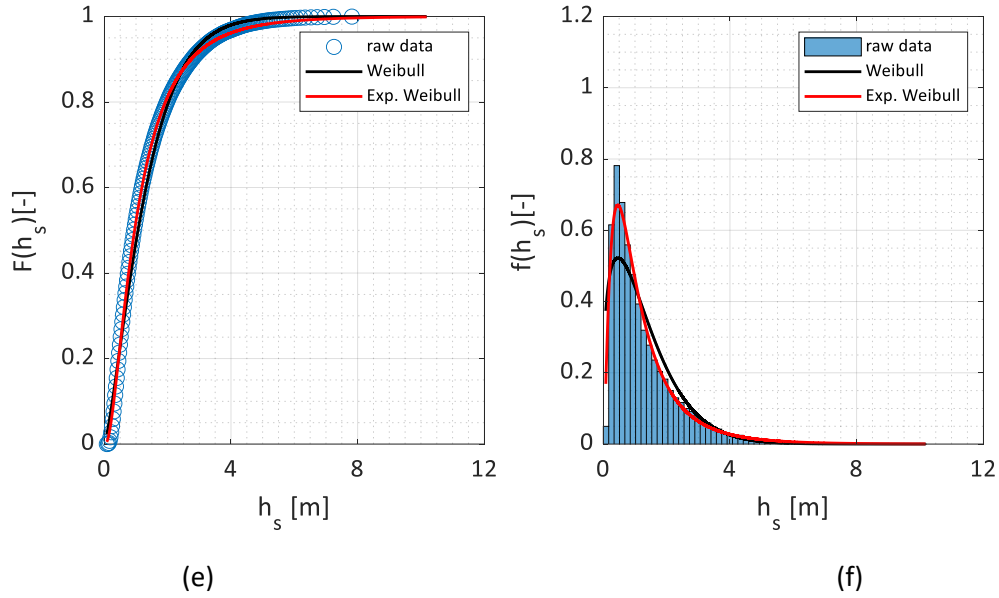 1
0.8
0.6
0.4
0.2
0
F(h_s)[-]
raw data
Weibull
Exp. Weibull
0 4 8 12
h_s [m]
(e)
1.2
1
0.8
0.6
0.4
0.2
0
f(h_s)[-]
raw data
Weibull
Exp. Weibull
0 4 8 12
h_s [m]
(f)